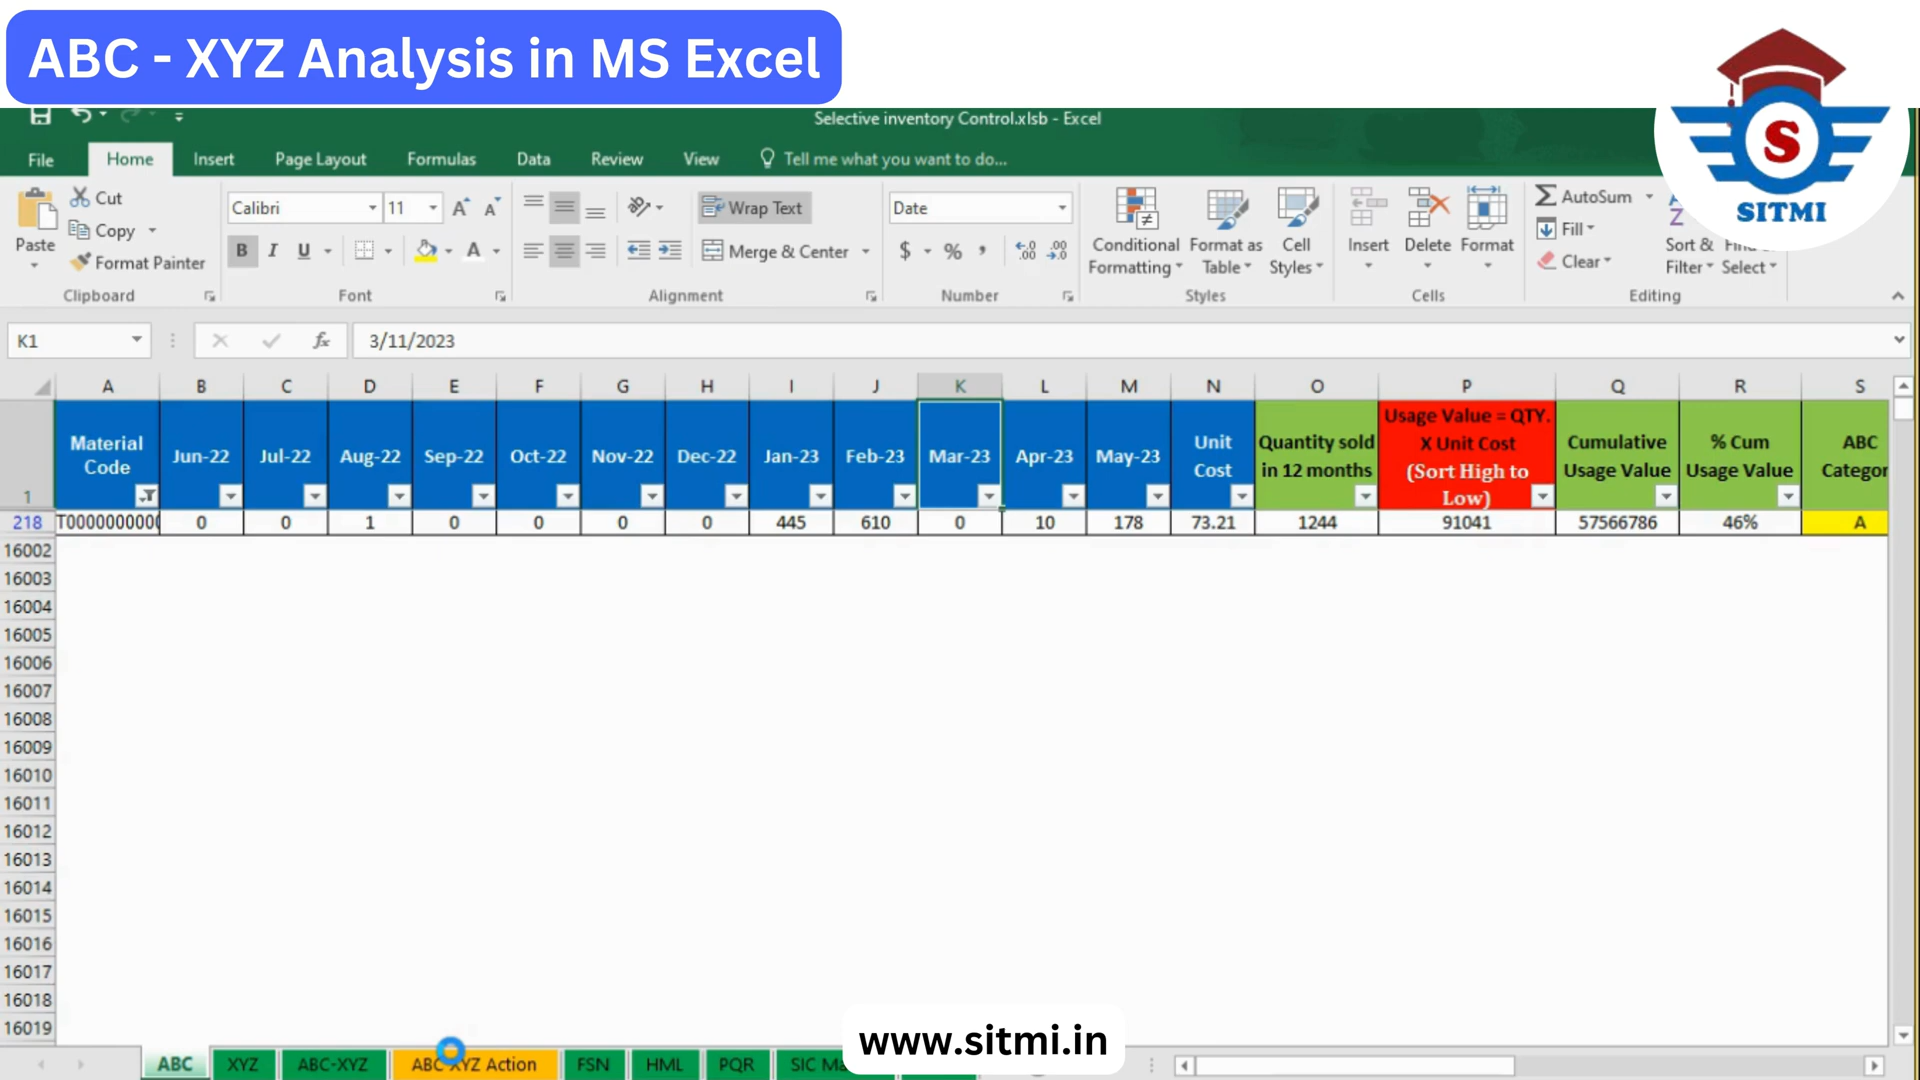 ABC - XYZ Analysis in MS Excel
SITMI
Selective inventory Control.xlsb - Excel
File Home Insert Page Layout Formulas Data Review View Tell me what you want to do...
Paste
Cut
Copy
Format Painter
Clipboard
Calibri 11
B I U A
Font
Wrap Text
Merge & Center
Alignment
Date
$ % ,
Number
Conditional Formatting
Format as Table
Cell Styles
Styles
Insert Delete Format
Cells
AutoSum
Fill
Clear
Sort & Filter
Select
Editing
K1 fx 3/11/2023
A B C D E F G H I J K L M N O P Q R S
1
Material Code
Jun-22
Jul-22
Aug-22
Sep-22
Oct-22
Nov-22
Dec-22
Jan-23
Feb-23
Mar-23
Apr-23
May-23
Unit Cost
Quantity sold in 12 months
Usage Value = QTY. X Unit Cost (Sort High to Low)
Cumulative Usage Value
% Cum Usage Value
ABC Categor
218 0 0 1 0 0 0 0 445 610 0 10 178 73.21 1244 91041 57566786 46% A
16002
16003
16004
16005
16006
16007
16008
16009
16010
16011
16012
16013
16014
16015
16016
16017
16018
16019
www.sitmi.in
ABC XYZ ABC-XYZ ABC XYZ Action FSN HML PQR SIC